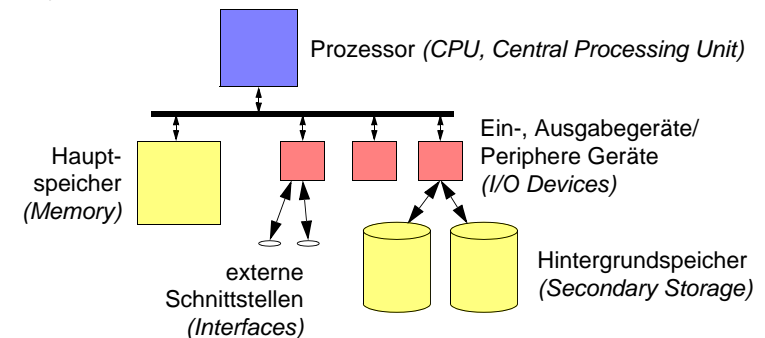 Prozessor (CPU, Central Processing Unit)
Ein-, Ausgabegeräte/
Periphere Geräte
(I/O Devices)
Haupt-
speicher
(Memory)
externe
Schnittstellen
(Interfaces)
Hintergrundspeicher
(Secondary Storage)